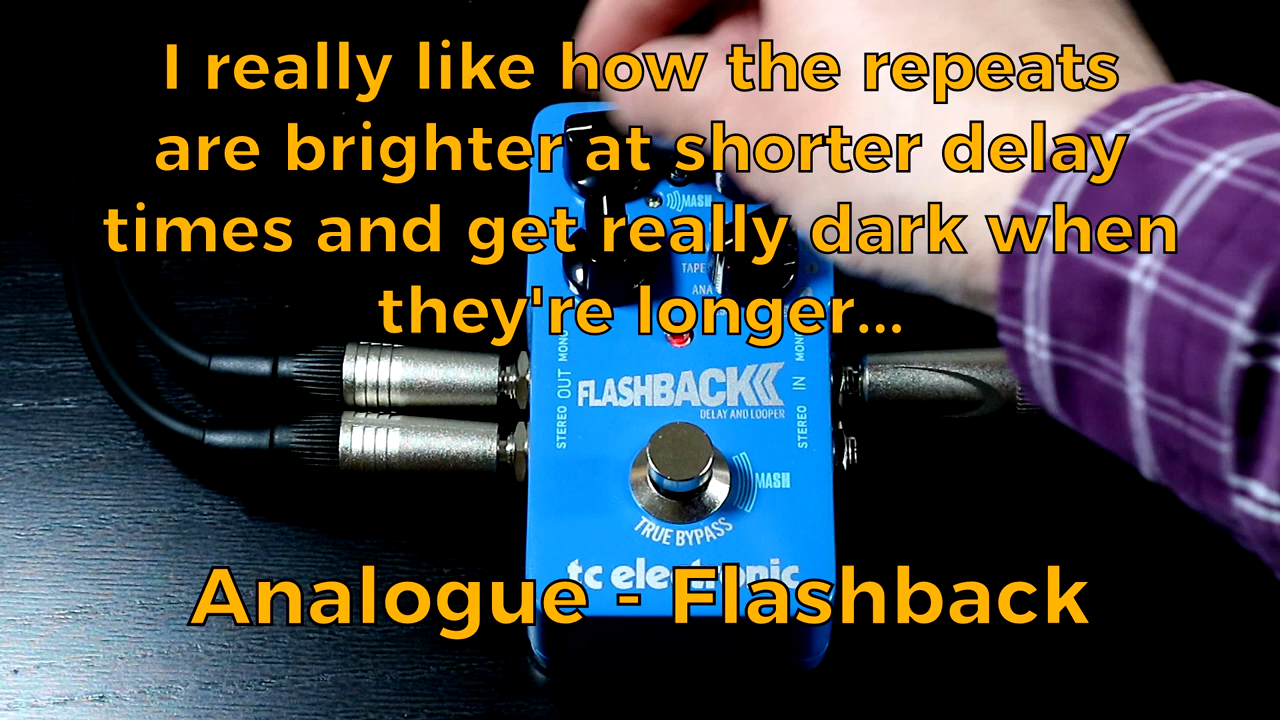 I really like how the repeats
are brighter at shorter delay
times and get really dark when
they're longer...
MASH
TAPE
ANA
STEREO OUT MONO
STEREO IN MONO
FLASHBACK
DELAY AND LOOPER
MASH
TRUE BYPASS
tc electronic
Analogue - Flashback